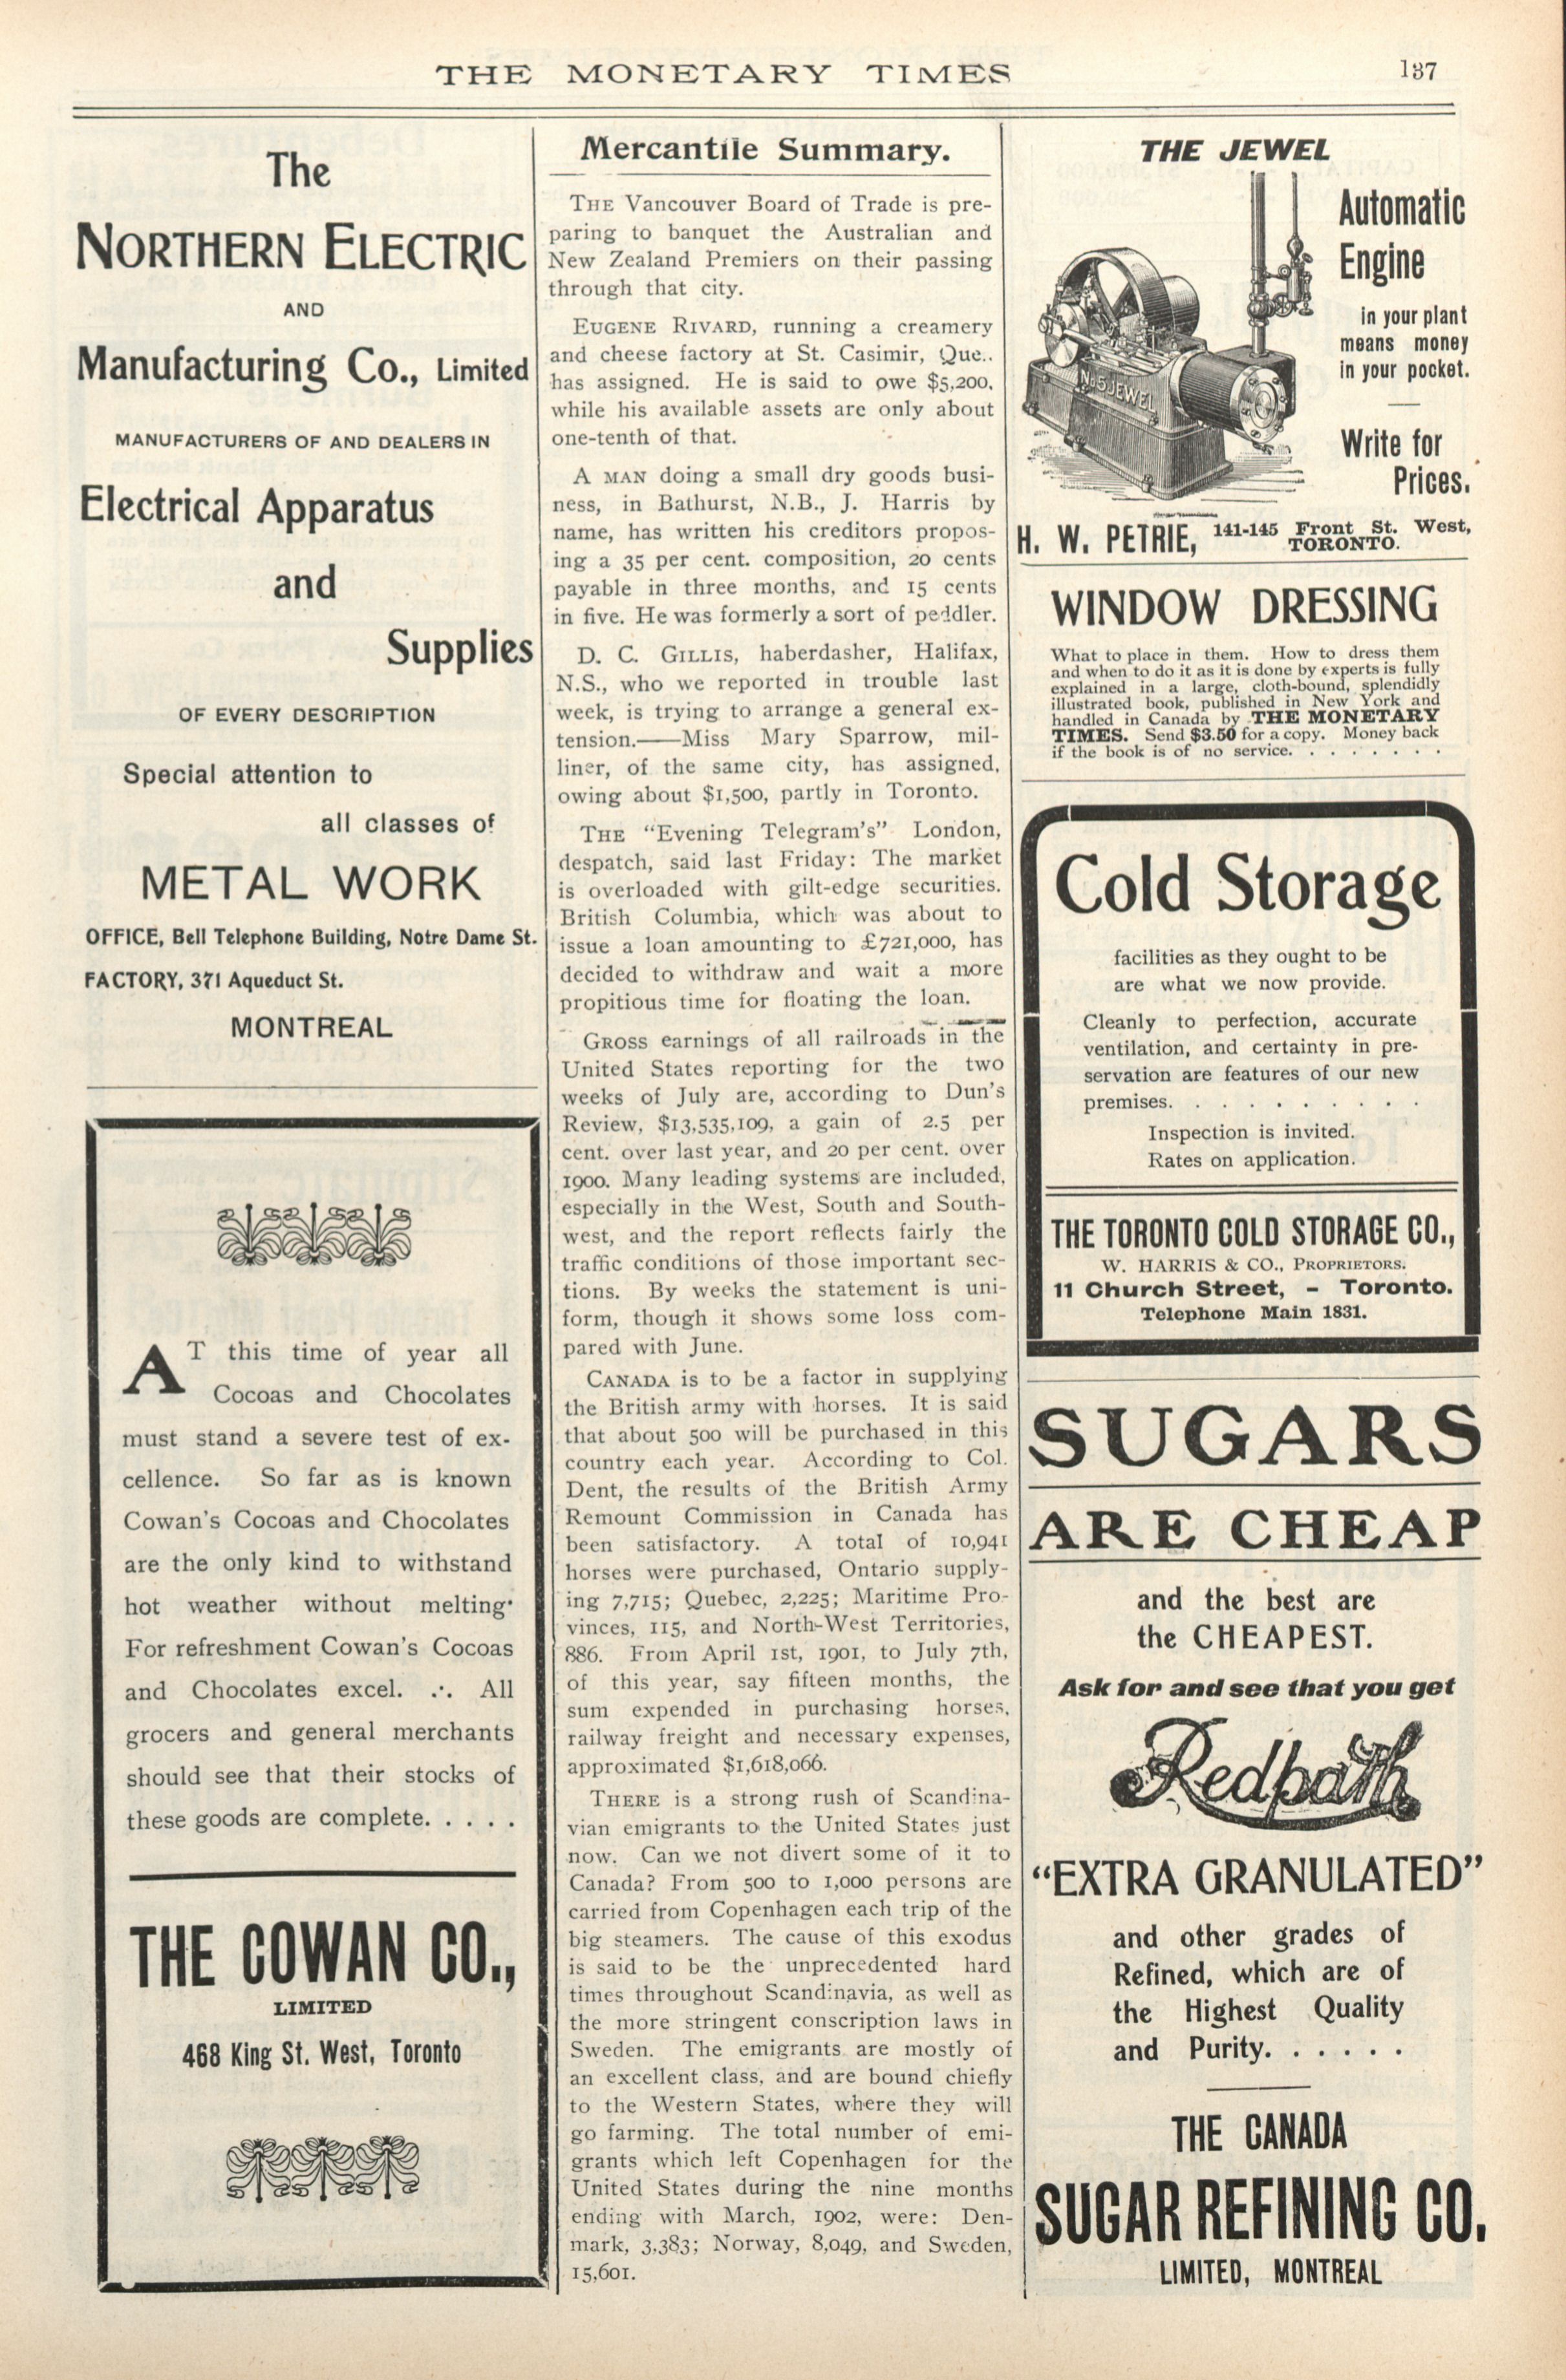 THE MONETARY TIMES
137
The
NORTHERN ELECTRIC
AND
Manufacturing Co., Limited
MANUFACTURERS OF AND DEALERS IN
Electrical Apparatus
and
Supplies
OF EVERY DESCRIPTION
Special attention to
all classes of
METAL WORK
OFFICE, Bell Telephone Building, Notre Dame St.
FACTORY, 371 Aqueduct St.
MONTREAL
AT this time of year all
Cocoas and Chocolates
must stand a severe test of ex-
cellence. So far as is known
Cowan's Cocoas and Chocolates
are the only kind to withstand
hot weather without melting.
For refreshment Cowan's Cocoas
and Chocolates excel. .·. All
grocers and general merchants
should see that their stocks of
these goods are complete. . . . .
THE COWAN CO.,
LIMITED
468 King St. West, Toronto
Mercantile Summary.
THE Vancouver Board of Trade is pre-
paring to banquet the Australian and
New Zealand Premiers on their passing
through that city.
EUGENE RIVARD, running a creamery
and cheese factory at St. Casimir, Que.,
has assigned. He is said to owe $5,200,
while his available assets are only about
one-tenth of that.
A MAN doing a small dry goods busi-
ness, in Bathurst, N.B., J. Harris by
name, has written his creditors propos-
ing a 35 per cent. composition, 20 cents
payable in three months, and 15 cents
in five. He was formerly a sort of peddler.
D. C. GILLIS, haberdasher, Halifax,
N.S., who we reported in trouble last
week, is trying to arrange a general ex-
tension.——Miss Mary Sparrow, mil-
liner, of the same city, has assigned,
owing about $1,500, partly in Toronto.
THE "Evening Telegram's" London,
despatch, said last Friday: The market
is overloaded with gilt-edge securities.
British Columbia, which was about to
issue a loan amounting to £721,000, has
decided to withdraw and wait a more
propitious time for floating the loan.
GROSS earnings of all railroads in the
United States reporting for the two
weeks of July are, according to Dun's
Review, $13,535,109, a gain of 2.5 per
cent. over last year, and 20 per cent. over
1900. Many leading systems are included,
especially in the West, South and South-
west, and the report reflects fairly the
traffic conditions of those important sec-
tions. By weeks the statement is uni-
form, though it shows some loss com-
pared with June.
CANADA is to be a factor in supplying
the British army with horses. It is said
that about 500 will be purchased in this
country each year. According to Col.
Dent, the results of the British Army
Remount Commission in Canada has
been satisfactory. A total of 10,941
horses were purchased, Ontario supply-
ing 7,715; Quebec, 2,225; Maritime Pro-
vinces, 115, and North-West Territories,
886. From April 1st, 1901, to July 7th,
of this year, say fifteen months, the
sum expended in purchasing horses,
railway freight and necessary expenses,
approximated $1,618,066.
THERE is a strong rush of Scandina-
vian emigrants to the United States just
now. Can we not divert some of it to
Canada? From 500 to 1,000 persons are
carried from Copenhagen each trip of the
big steamers. The cause of this exodus
is said to be the unprecedented hard
times throughout Scandinavia, as well as
the more stringent conscription laws in
Sweden. The emigrants are mostly of
an excellent class, and are bound chiefly
to the Western States, where they will
go farming. The total number of emi-
grants which left Copenhagen for the
United States during the nine months
ending with March, 1902, were: Den-
mark, 3,383; Norway, 8,049, and Sweden,
15,601.
THE JEWEL
Automatic
Engine
in your plant
means money
in your pocket.
Write for
Prices.
No 5 JEWEL
H. W. PETRIE, 141-145 Front St. West,
TORONTO.
WINDOW DRESSING
What to place in them. How to dress them
and when to do it as it is done by experts is fully
explained in a large, cloth-bound, splendidly
illustrated book, published in New York and
handled in Canada by THE MONETARY
TIMES. Send $3.50 for a copy. Money back
if the book is of no service. . . . . . . .
Cold Storage
facilities as they ought to be
are what we now provide.
Cleanly to perfection, accurate
ventilation, and certainty in pre-
servation are features of our new
premises. . . . . . . . . .
Inspection is invited.
Rates on application.
THE TORONTO COLD STORAGE CO.,
W. HARRIS & CO., PROPRIETORS.
11 Church Street, - Toronto.
Telephone Main 1831.
SUGARS
ARE CHEAP
and the best are
the CHEAPEST.
Ask for and see that you get
Redpath
"EXTRA GRANULATED"
and other grades of
Refined, which are of
the Highest Quality
and Purity. . . . . .
THE CANADA
SUGAR REFINING CO.
LIMITED, MONTREAL